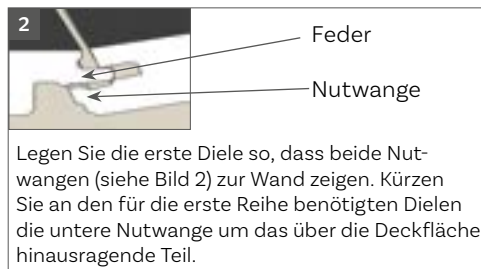 2
Feder
Nutwange
Legen Sie die erste Diele so, dass beide Nut-
wangen (siehe Bild 2) zur Wand zeigen. Kürzen
Sie an den für die erste Reihe benötigten Dielen
die untere Nutwange um das über die Deckfläche
hinausragende Teil.